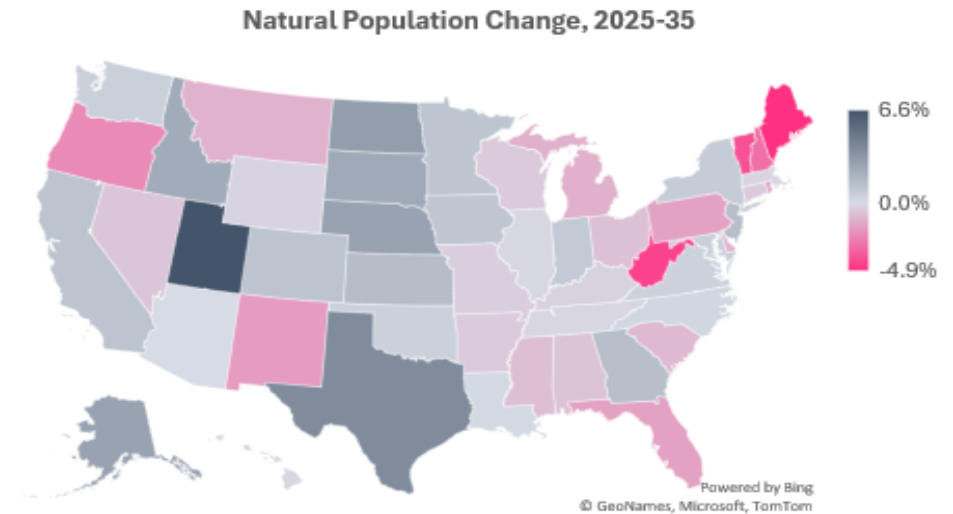 Natural Population Change, 2025-35
6.6%
0.0%
-4.9%
Powered by Bing
© GeoNames, Microsoft, TomTom